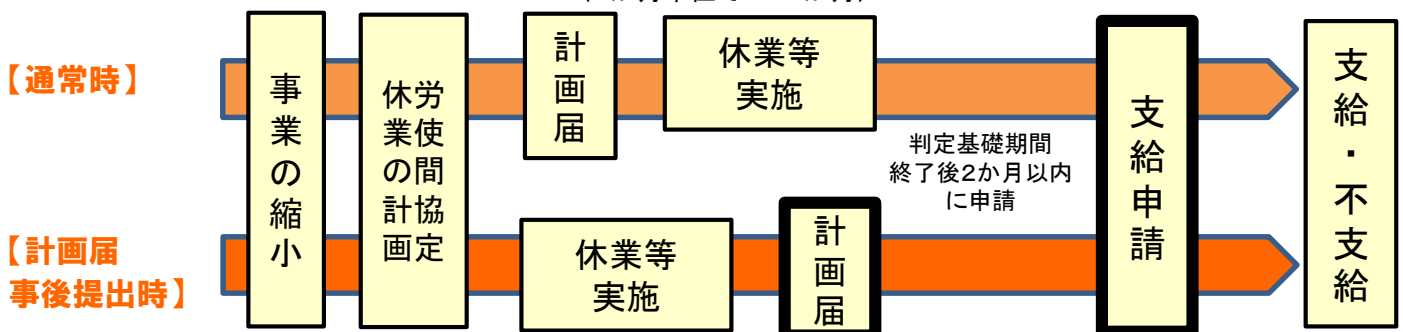 【通常時】
事業の縮小
労使間協定
休業の計画
計画届
休業等
実施
判定基礎期間
終了後2か月以内
に申請
支給申請
支給・不支給
【計画届
事後提出時】
休業等
実施
計画届